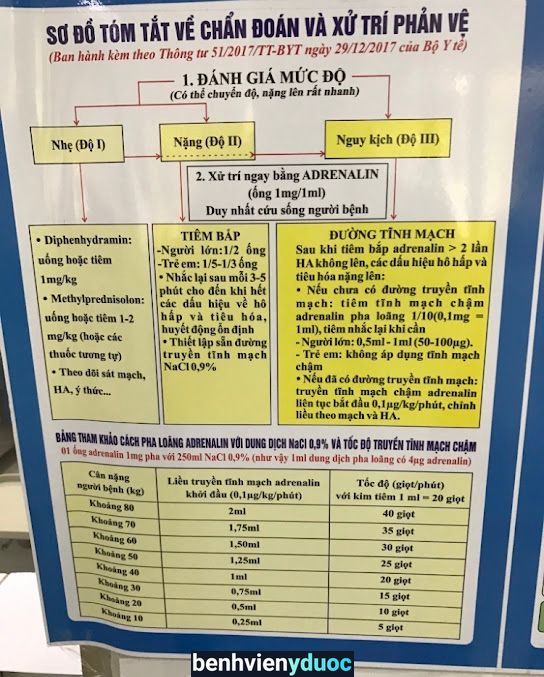 SƠ ĐỒ TÓM TẮT VỀ CHẨN ĐOÁN VÀ XỬ TRÍ PHẢN VỆ
(Ban hành kèm theo Thông tư 51/2017/TT-BYT ngày 29/12/2017 của Bộ Y tế)
1. ĐÁNH GIÁ MỨC ĐỘ
(Có thể chuyển độ, nặng lên rất nhanh)
Nhẹ (Độ I)
Nặng (Độ II)
Nguy kịch (Độ III)
2. Xử trí ngay bằng ADRENALIN
(ống 1mg/1ml)
Duy nhất cứu sống người bệnh
• Diphenhydramin:
uống hoặc tiêm
1mg/kg
• Methylprednisolon:
uống hoặc tiêm 1-2
mg/kg (hoặc các
thuốc tương tự)
• Theo dõi sát mạch,
HA, ý thức...
TIÊM BẮP
-Người lớn:1/2 ống
-Trẻ em: 1/5-1/3 ống
• Nhắc lại sau mỗi 3-5
phút cho đến khi hết
các dấu hiệu về hô
hấp và tiêu hóa,
huyết động ổn định
• Thiết lập sẵn đường
truyền tĩnh mạch
NaCl 0,9%
ĐƯỜNG TĨNH MẠCH
Sau khi tiêm bắp adrenalin > 2 lần
HA không lên, các dấu hiệu hô hấp và
tiêu hóa nặng lên:
• Nếu chưa có đường truyền tĩnh
mạch: tiêm tĩnh mạch chậm
adrenalin pha loãng 1/10(0,1mg =
1ml), tiêm nhắc lại khi cần
- Người lớn: 0,5ml - 1ml (50-100µg).
- Trẻ em: không áp dụng tĩnh mạch
chậm
• Nếu đã có đường truyền tĩnh mạch:
truyền tĩnh mạch chậm adrenalin
liên tục bắt đầu 0,1µg/kg/phút, chỉnh
liều theo mạch và HA.
BẢNG THAM KHẢO CÁCH PHA LOÃNG ADRENALIN VỚI DUNG DỊCH NaCl 0,9% VÀ TỐC ĐỘ TRUYỀN TĨNH MẠCH CHẬM
01 ống adrenalin 1mg pha với 250ml NaCl 0,9% (như vậy 1ml dung dịch pha loãng có 4µg adrenalin)
Cân nặng
người bệnh (kg)
Liều truyền tĩnh mạch adrenalin
khởi đầu (0,1µg/kg/phút)
Tốc độ (giọt/phút)
với kim tiêm 1 ml = 20 giọt
Khoảng 80 2ml 40 giọt
Khoảng 70 1,75ml 35 giọt
Khoảng 60 1,50ml 30 giọt
Khoảng 50 1,25ml 25 giọt
Khoảng 40 1ml 20 giọt
Khoảng 30 0,75ml 15 giọt
Khoảng 20 0,5ml 10 giọt
Khoảng 10 0,25ml 5 giọt
benhvienyduoc